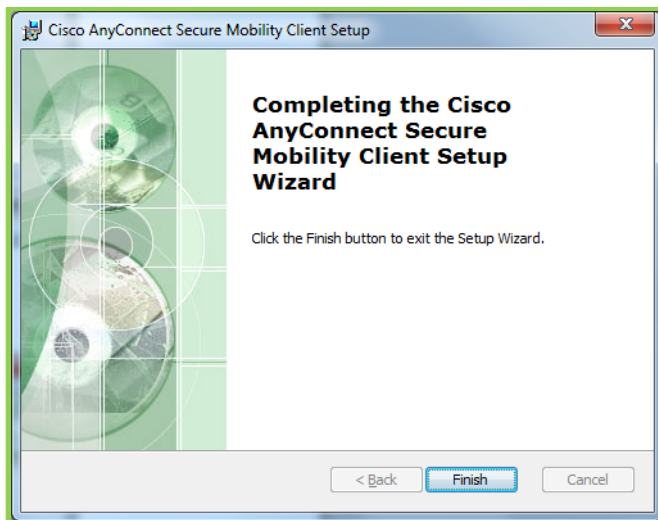 Cisco AnyConnect Secure Mobility Client Setup
Completing the Cisco
AnyConnect Secure
Mobility Client Setup
Wizard
Click the Finish button to exit the Setup Wizard.
< Back
Finish
Cancel